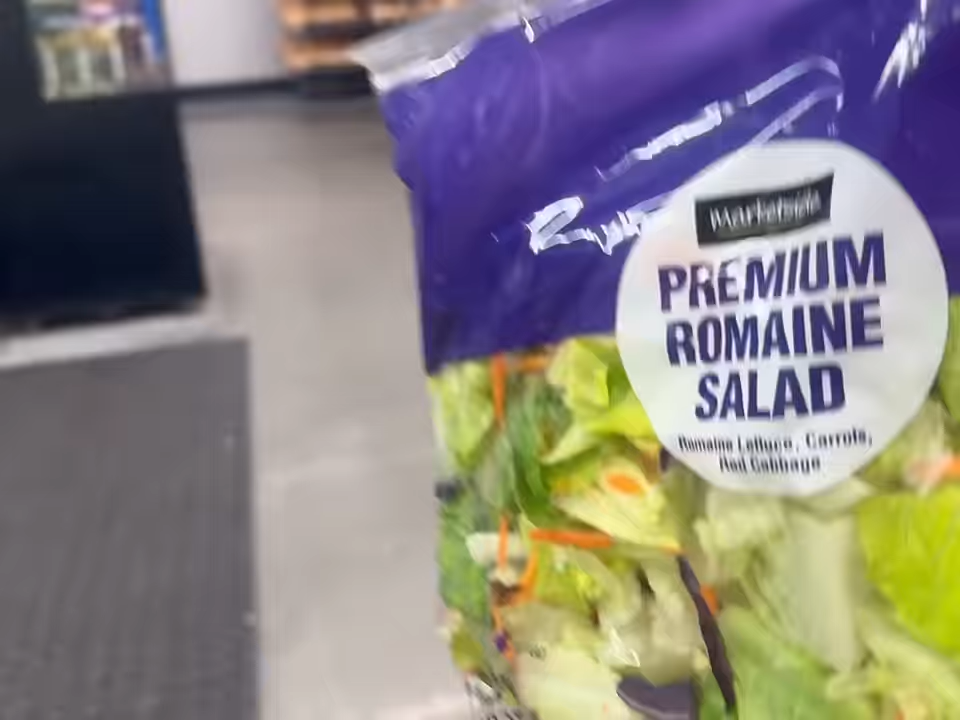 Marketside
PREMIUM
ROMAINE
SALAD
Romaine Lettuce, Carrots,
Red Cabbage